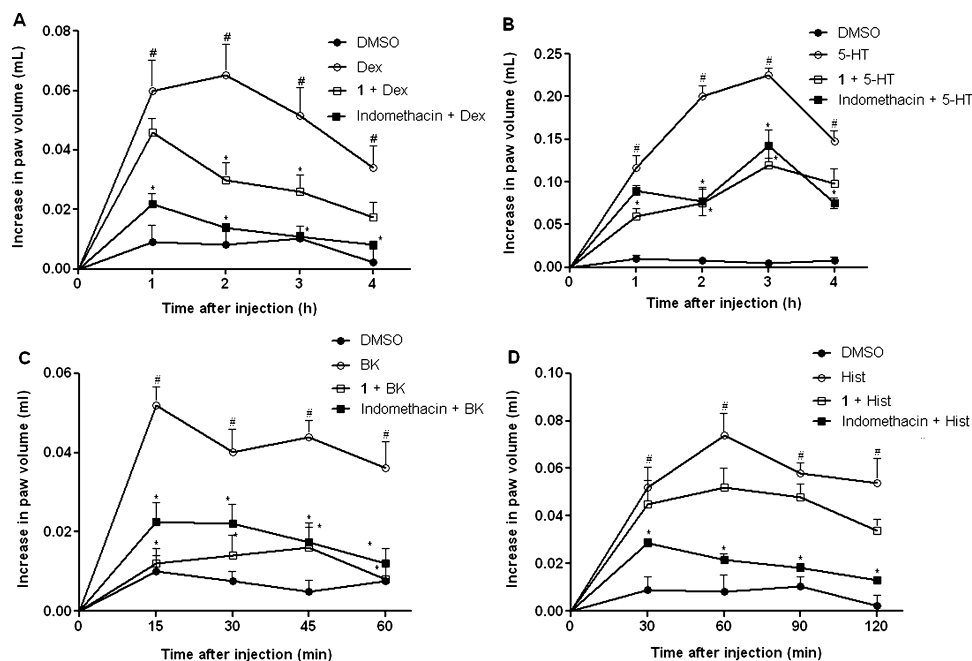 A
DMSO
Dex
1 + Dex
Indomethacin + Dex
Increase in paw volume (mL)
0.08
0.06
0.04
0.02
0.00
# # # #
* * * * * *
0 1 2 3 4
Time after injection (h)
B
DMSO
5-HT
1 + 5-HT
Indomethacin + 5-HT
Increase in paw volume (mL)
0.25
0.20
0.15
0.10
0.05
0.00
# # # #
* * * * * *
0 1 2 3 4
Time after injection (h)
C
DMSO
BK
1 + BK
Indomethacin + BK
Increase in paw volume (ml)
0.06
0.04
0.02
0.00
# # # #
* * * * * * * *
0 15 30 45 60
Time after injection (min)
D
DMSO
Hist
1 + Hist
Indomethacin + Hist
Increase in paw volume (ml)
0.10
0.08
0.06
0.04
0.02
0.00
# # # #
* * * *
0 30 60 90 120
Time after injection (min)